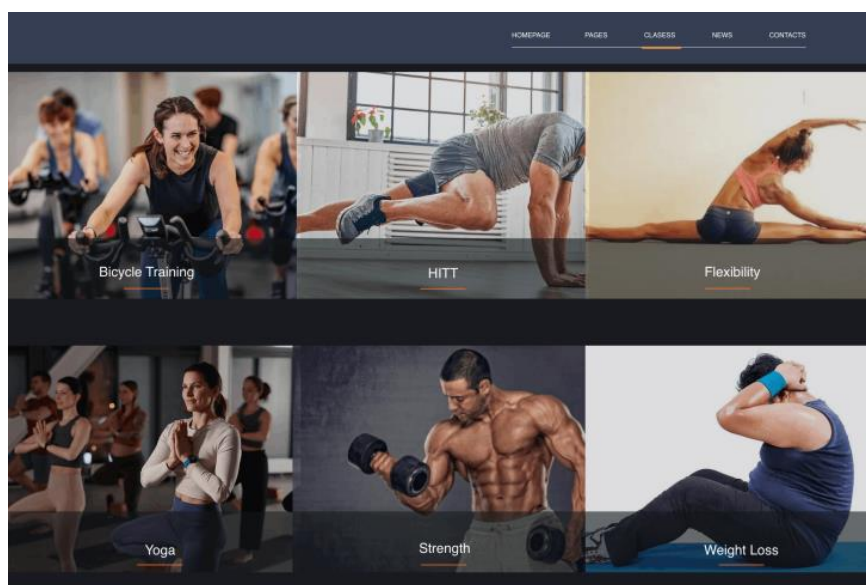 HOMEPAGE PAGES CLASESS NEWS CONTACTS
Bicycle Training
HITT
Flexibility
Yoga
Strength
Weight Loss